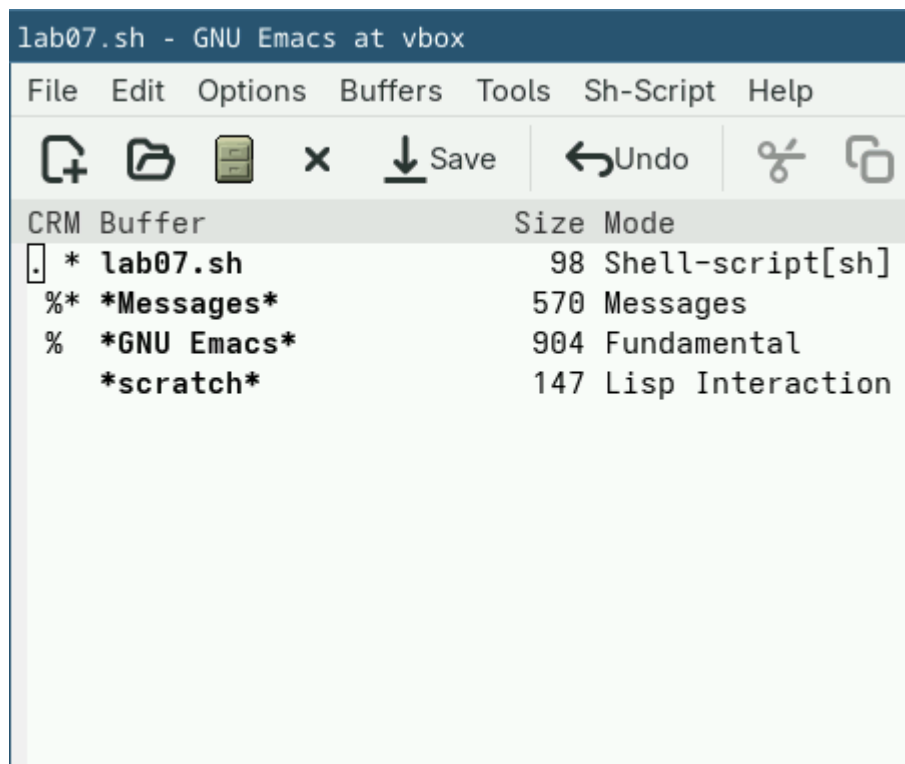 lab07.sh - GNU Emacs at vbox
File Edit Options Buffers Tools Sh-Script Help
Save Undo
CRM Buffer Size Mode
. * lab07.sh 98 Shell-script[sh]
%* *Messages* 570 Messages
% *GNU Emacs* 904 Fundamental
*scratch* 147 Lisp Interaction